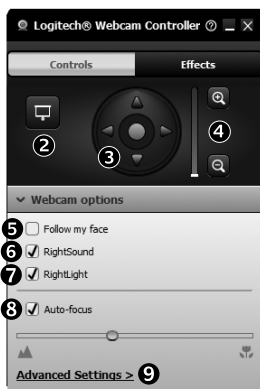 Logitech® Webcam Controller
Controls Effects
2
3
4
Webcam options
5 Follow my face
6 RightSound
7 RightLight
8 Auto-focus
Advanced Settings > 9